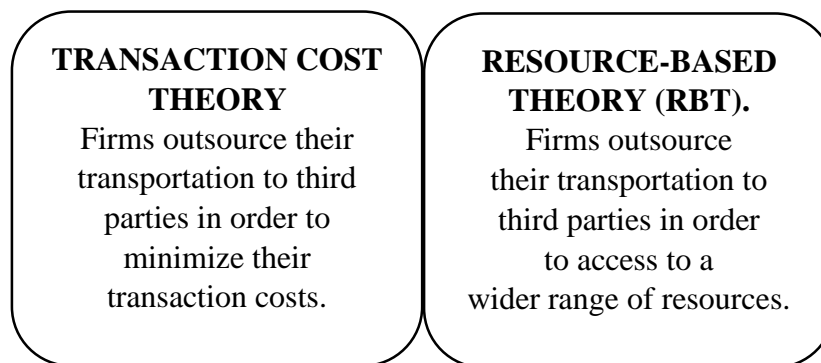 TRANSACTION COST
THEORY
Firms outsource their
transportation to third
parties in order to
minimize their
transaction costs.
RESOURCE-BASED
THEORY (RBT).
Firms outsource
their transportation to
third parties in order
to access to a
wider range of resources.